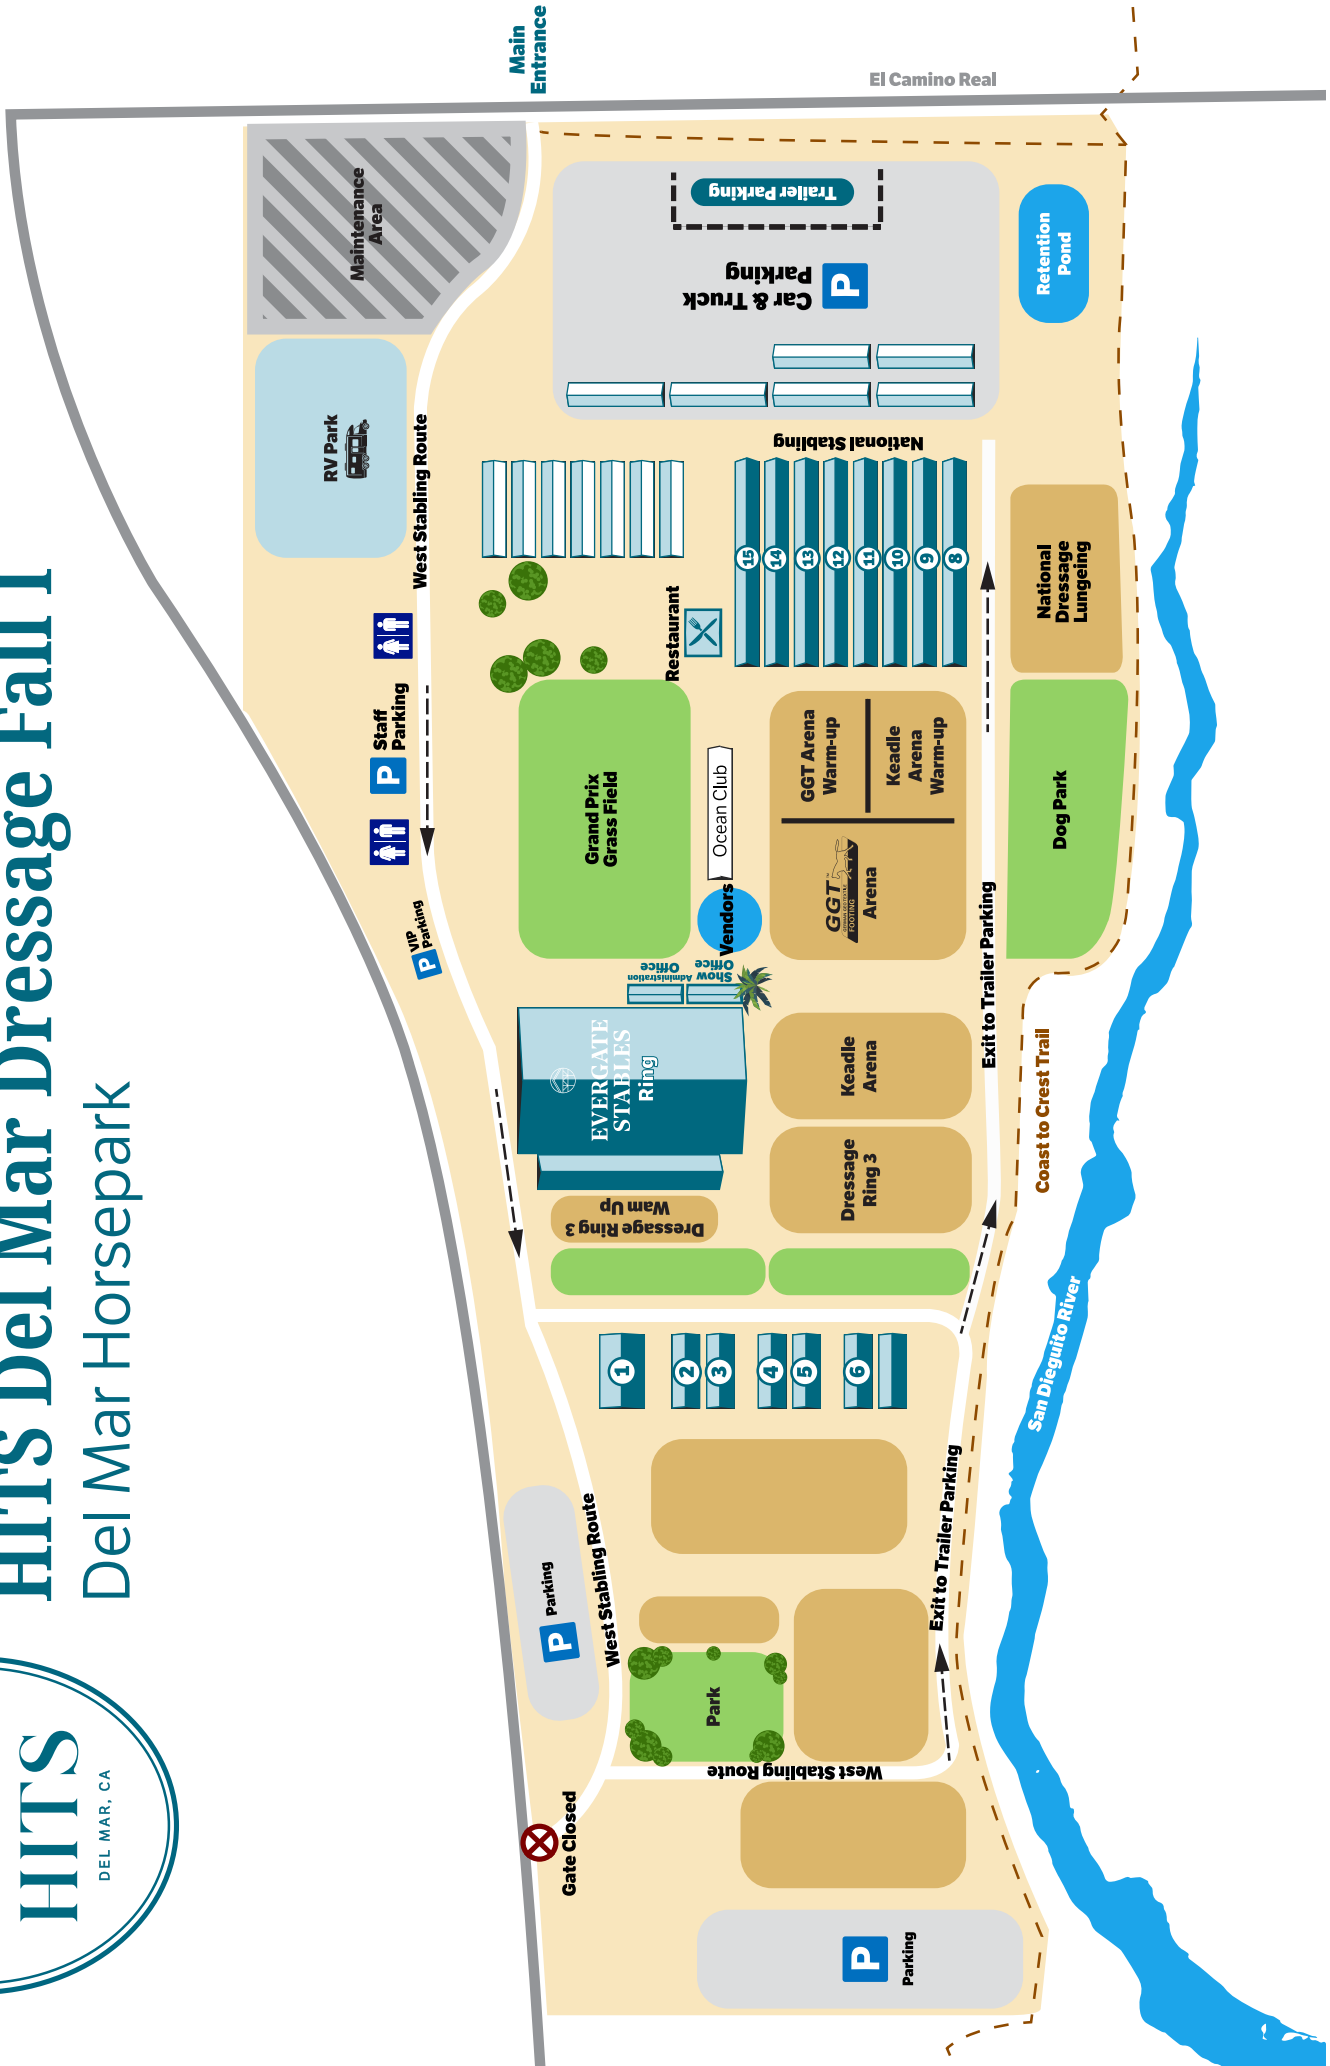 HITS Del Mar Dressage Fall I
Del Mar Horsepark
HITS
DEL MAR, CA
Main
Entrance
El Camino Real
Maintenance
Area
Trailer Parking
Car & Truck
Parking
P
Retention
Pond
RV Park
West Stabling Route
National Stabling
15
14
13
12
11
10
9
8
Restaurant
National
Dressage
Lungeing
P
Staff
Parking
P
VIP
Parking
Grand Prix
Grass Field
Ocean Club
Vendors
GGT Arena
Warm-up
Keadle
Arena
Warm-up
GGT
FOOTING
Arena
Dog Park
Exit to Trailer Parking
Administration
Office
Show
Office
EVERGATE
STABLES
Ring
Keadle
Arena
Dressage
Ring 3
Dressage Ring 3
Wam Up
Coast to Crest Trail
San Dieguito River
1
2
3
4
5
6
P
Parking
West Stabling Route
Exit to Trailer Parking
Park
West Stabling Route
Gate Closed
P
Parking